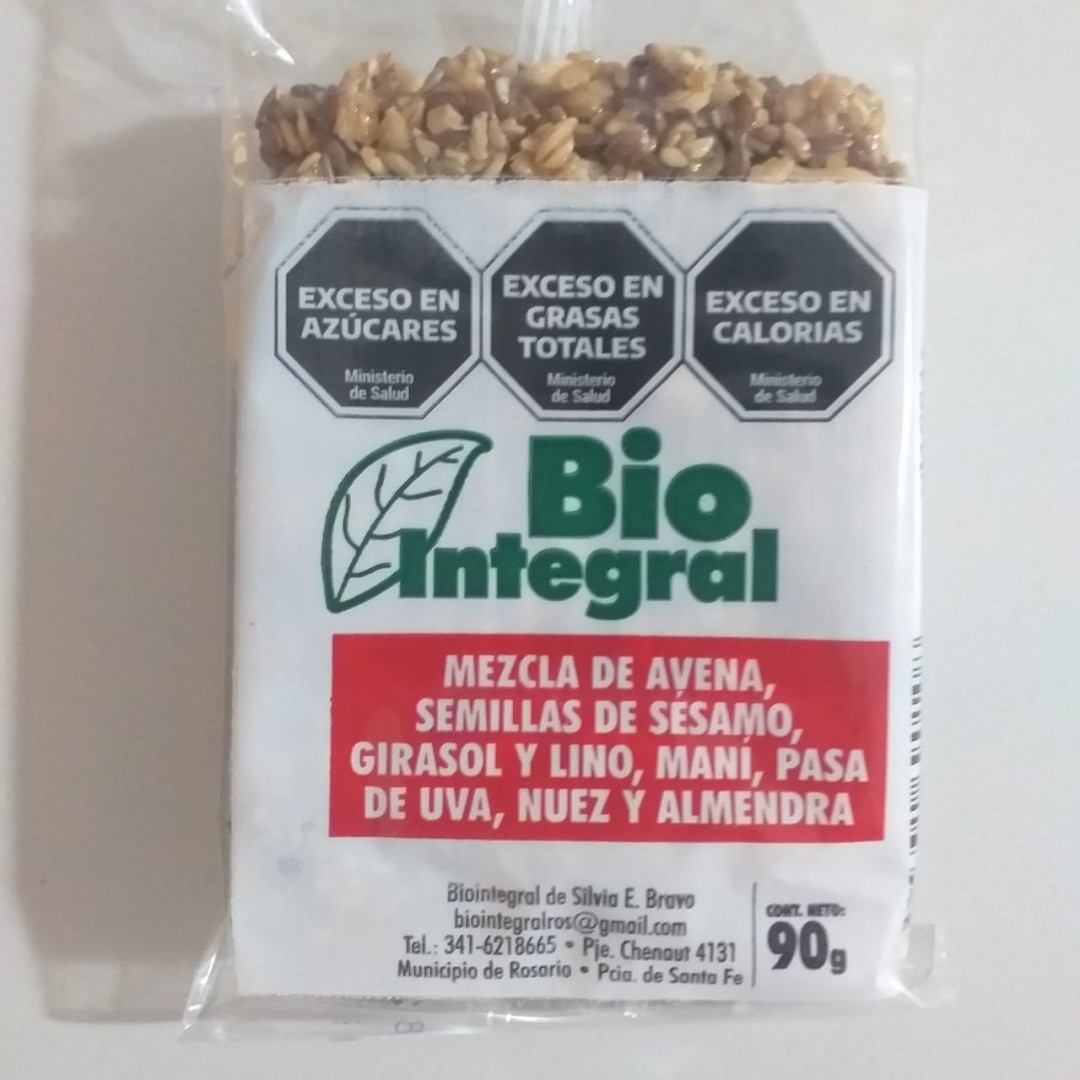 EXCESO EN
AZÚCARES
Ministerio
de Salud
EXCESO EN
GRASAS
TOTALES
Ministerio
de Salud
EXCESO EN
CALORIAS
Ministerio
de Salud
Bio
Integral
MEZCLA DE AVENA,
SEMILLAS DE SÉSAMO,
GIRASOL Y LINO, MANÍ, PASA
DE UVA, NUEZ Y ALMENDRA
Biointegral de Silvia E. Bravo
biointegralros@gmail.com
Tel.: 341-6218665 • Pje. Chenaut 4131
Municipio de Rosario • Pcia. de Santa Fe
CONT. NETO:
90g